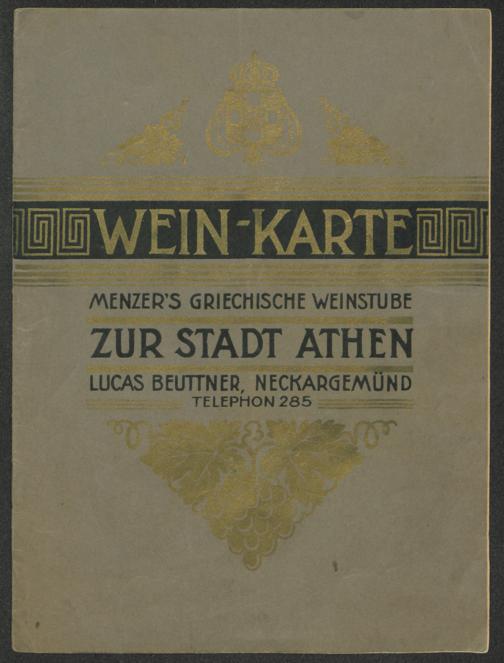 WEIN-KARTE
MENZER'S GRIECHISCHE WEINSTUBE
ZUR STADT ATHEN
LUCAS BEUTTNER, NECKARGEMÜND
TELEPHON 285